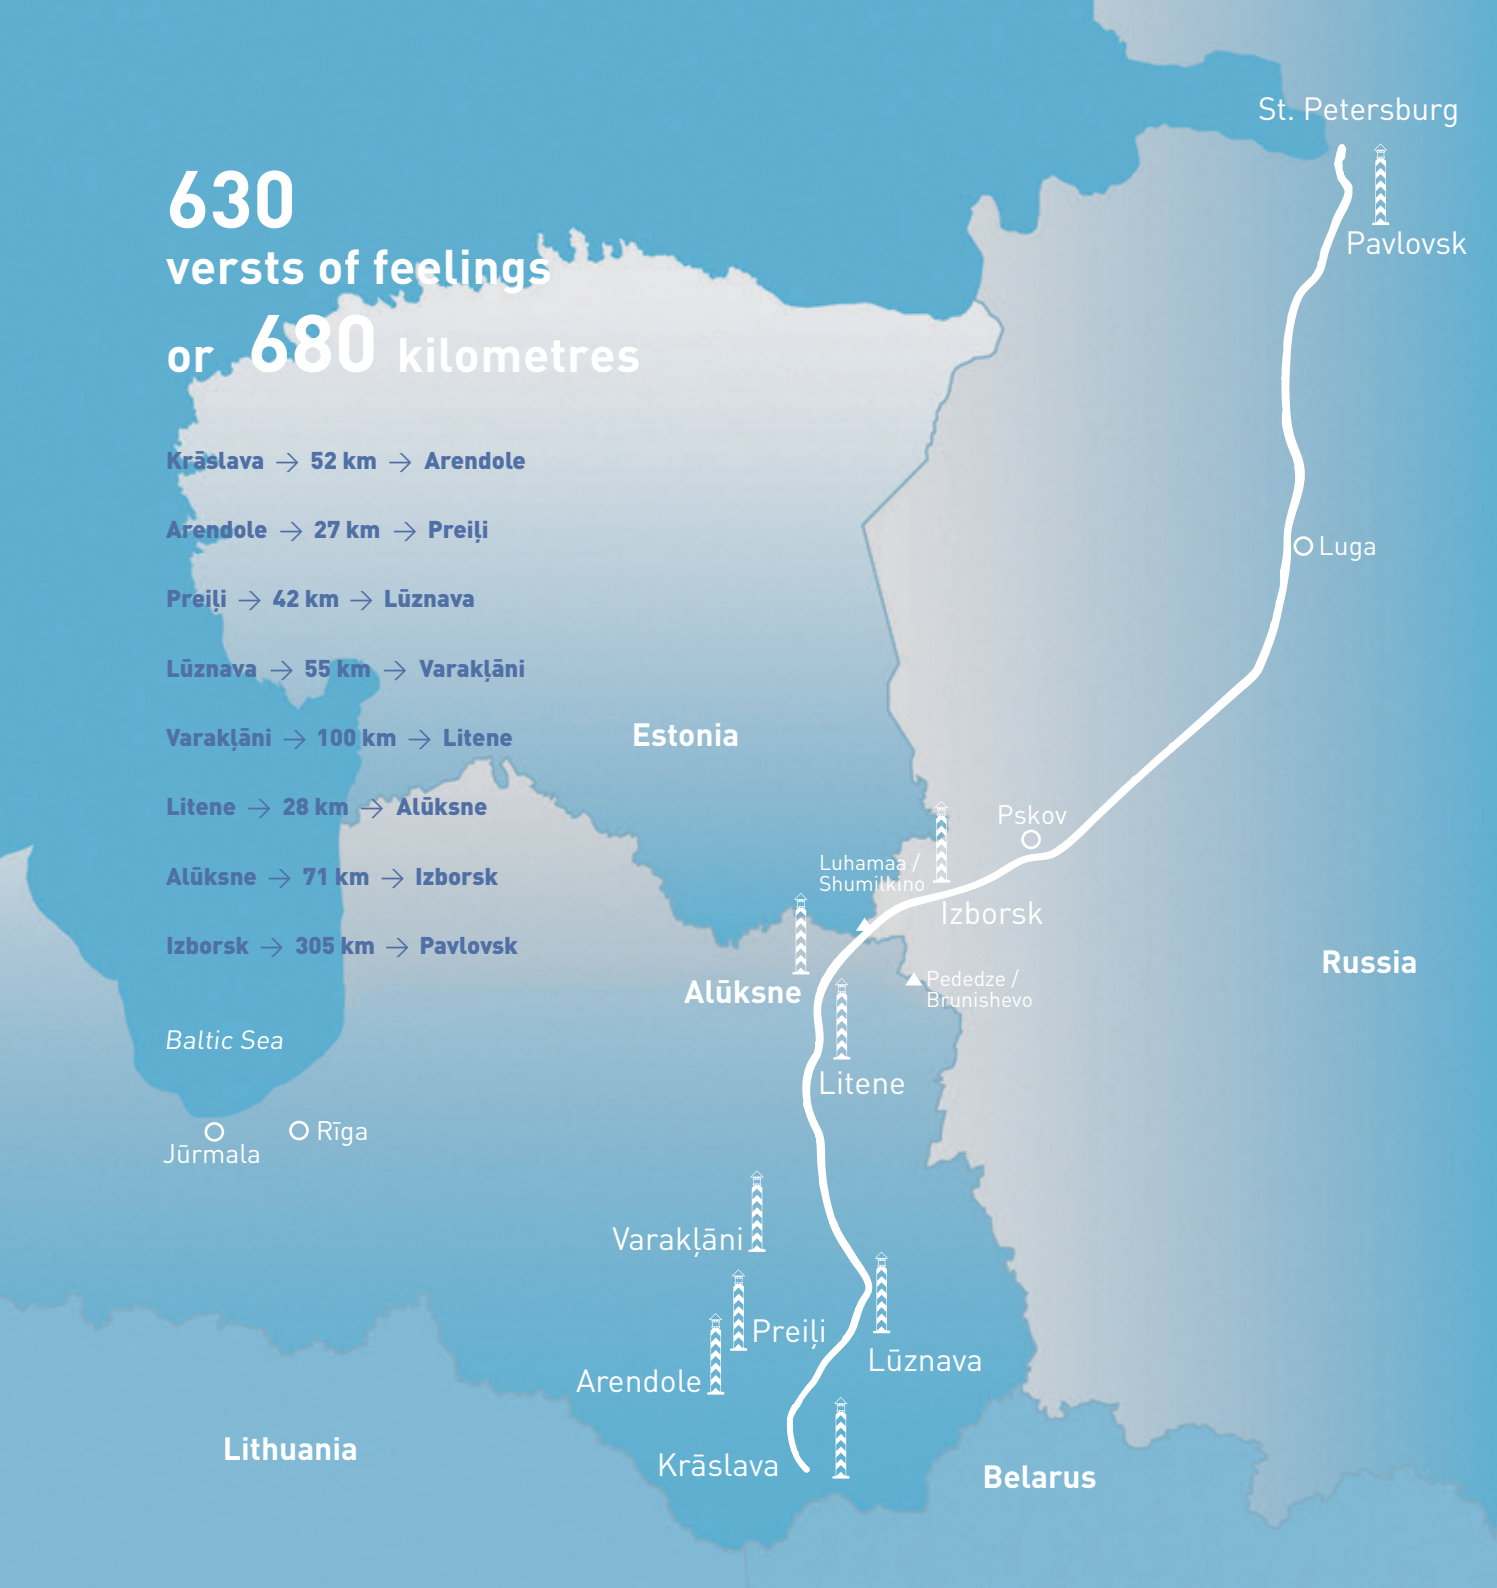 630
versts of feelings
or 680 kilometres
Krāslava → 52 km → Arendole
Arendole → 27 km → Preiļi
Preiļi → 42 km → Lūznava
Lūznava → 55 km → Varakļāni
Varakļāni → 100 km → Litene
Litene → 28 km → Alūksne
Alūksne → 71 km → Izborsk
Izborsk → 305 km → Pavlovsk
St. Petersburg
Pavlovsk
Luga
Estonia
Pskov
Luhamaa /
Shumilkino
Izborsk
Russia
Alūksne
Pededze /
Brunishevo
Baltic Sea
Litene
Rīga
Jūrmala
Varakļāni
Preiļi
Lūznava
Arendole
Lithuania
Krāslava
Belarus